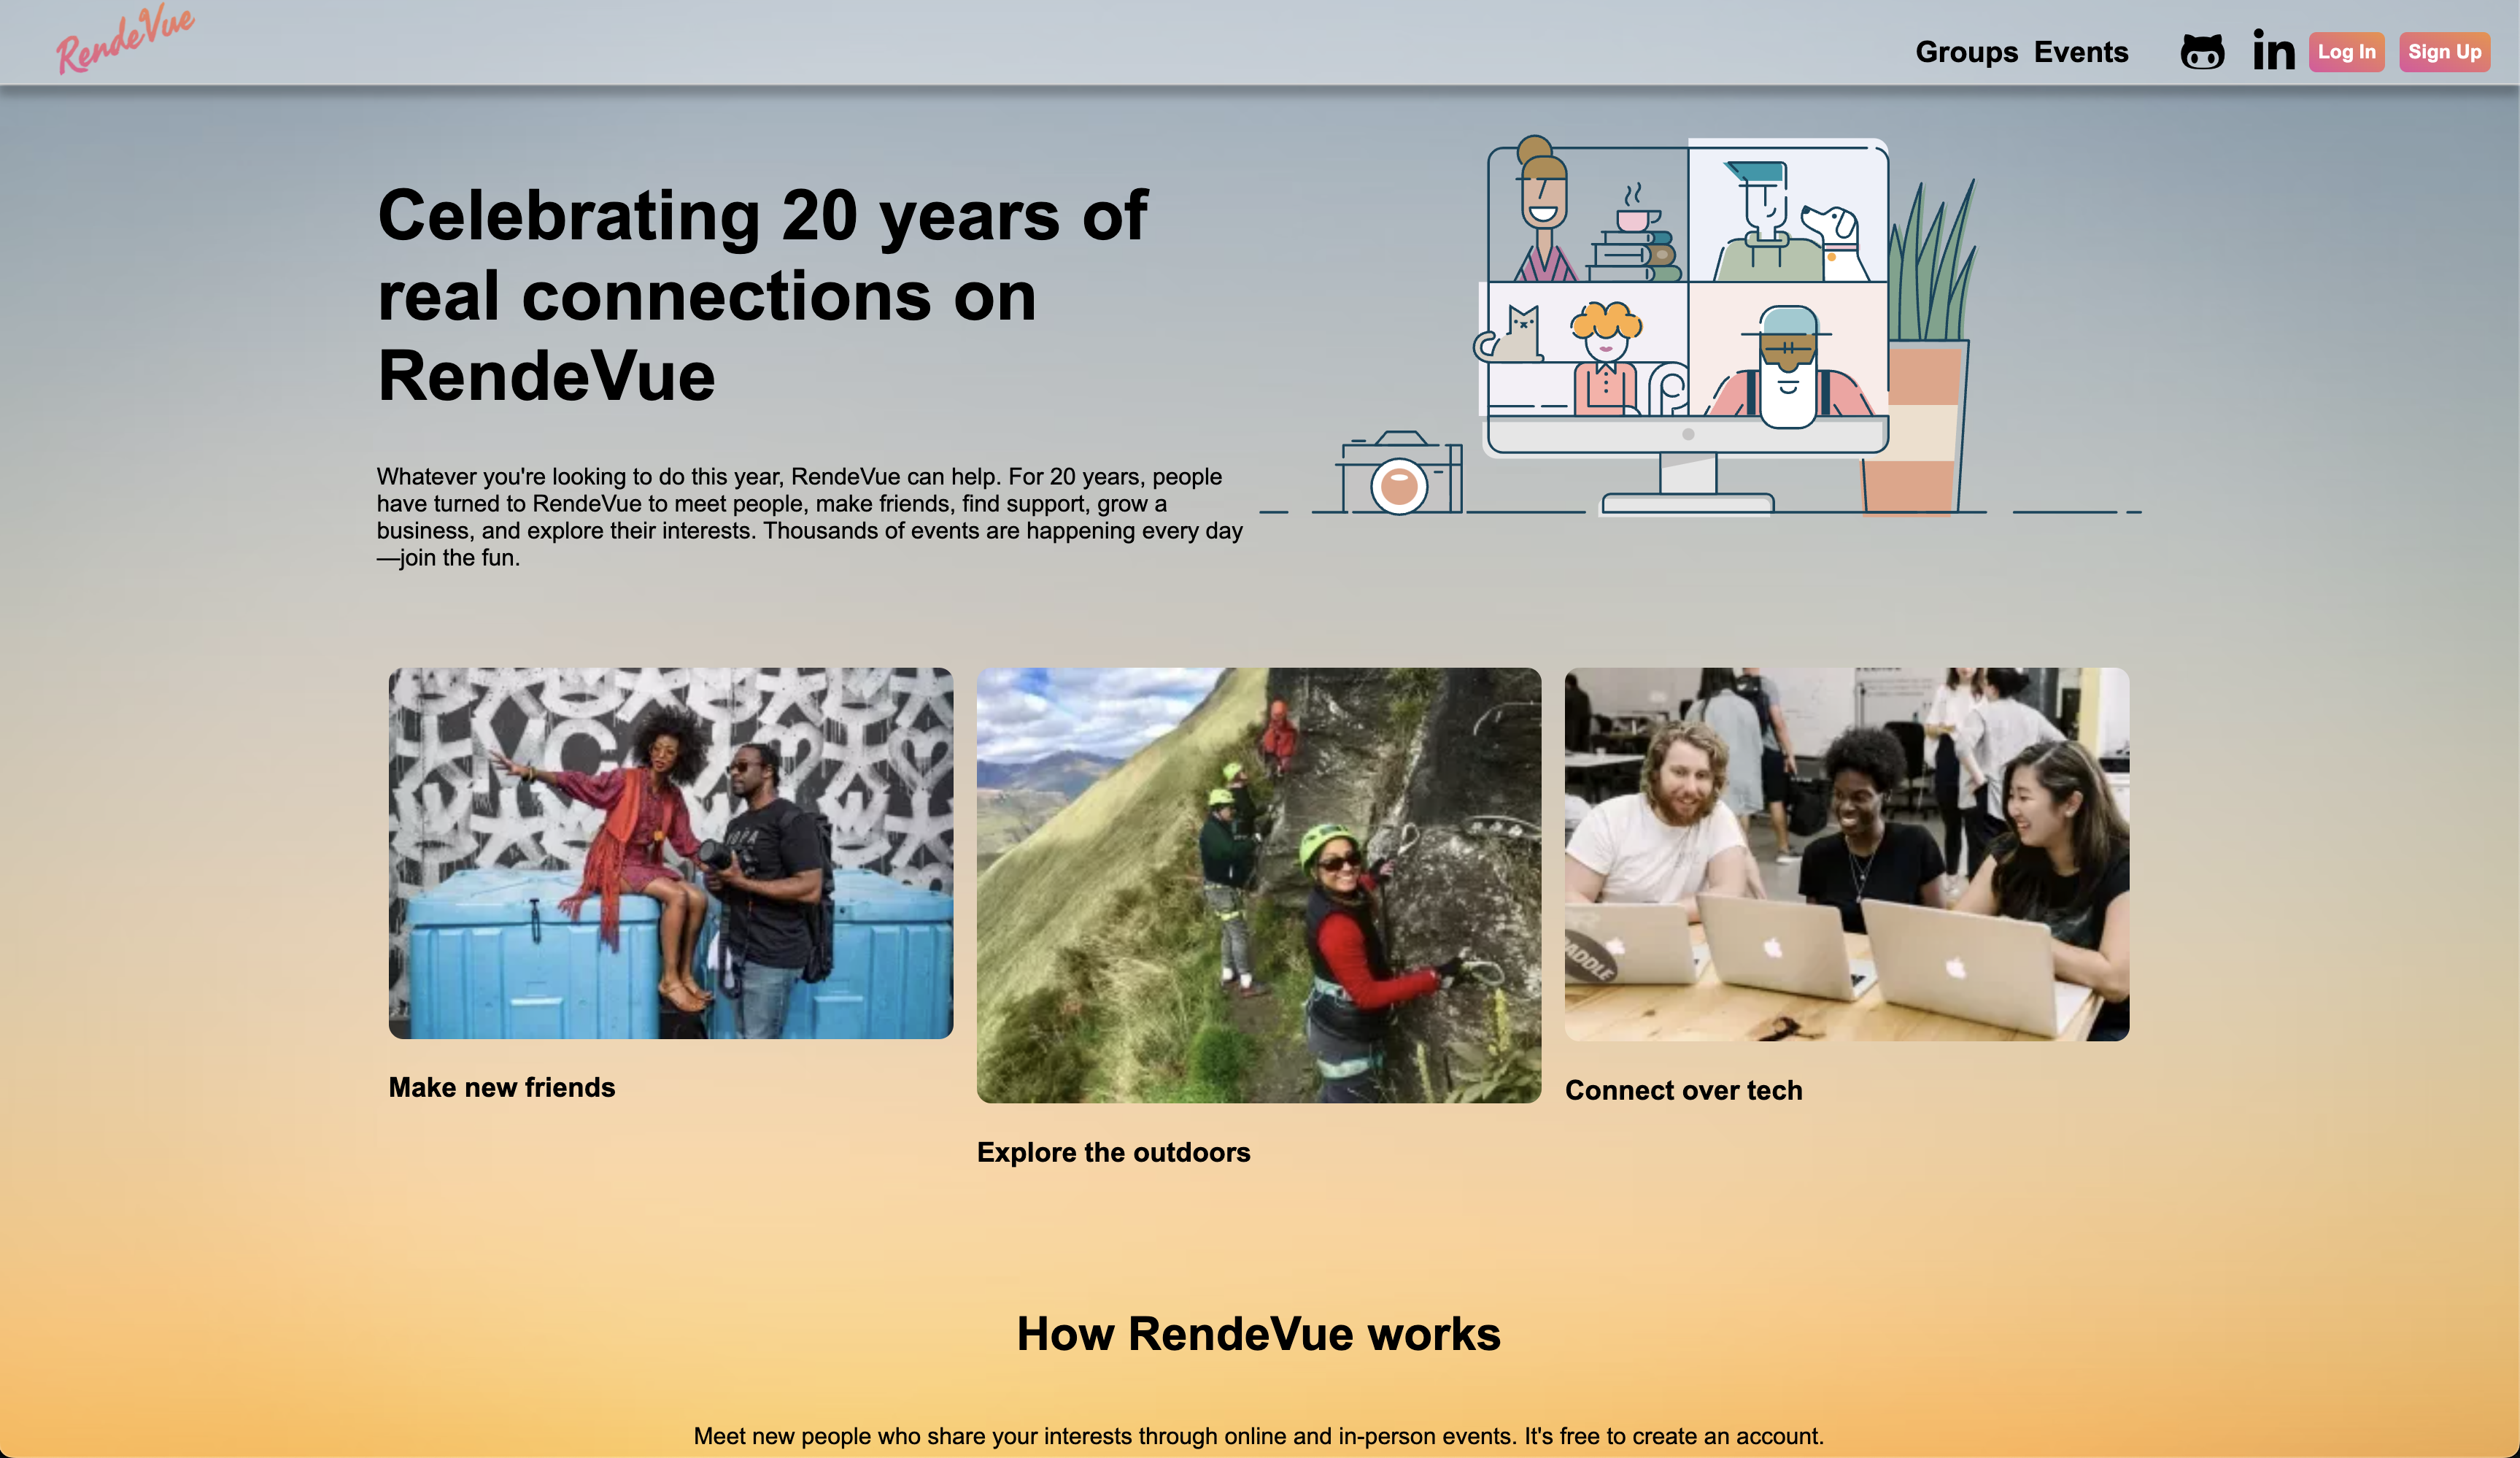 RendeVue
Groups Events in Log In Sign Up
Celebrating 20 years of
real connections on
RendeVue
Whatever you're looking to do this year, RendeVue can help. For 20 years, people
have turned to RendeVue to meet people, make friends, find support, grow a
business, and explore their interests. Thousands of events are happening every day
—join the fun.
Make new friends
Explore the outdoors
Connect over tech
How RendeVue works
Meet new people who share your interests through online and in-person events. It's free to create an account.